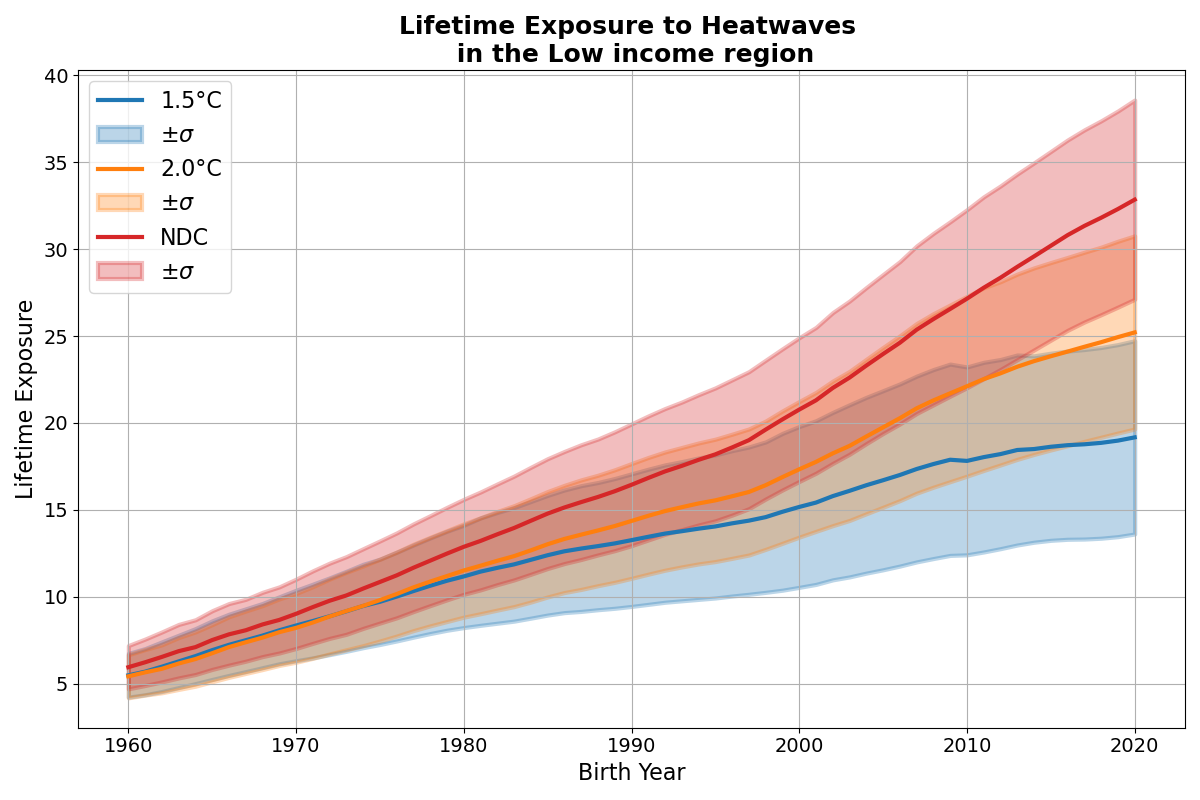 Lifetime Exposure to Heatwaves
in the Low income region
40
35
30
25
20
15
10
5
Lifetime Exposure
1.5°C
±σ
2.0°C
±σ
NDC
±σ
1960 1970 1980 1990 2000 2010 2020
Birth Year